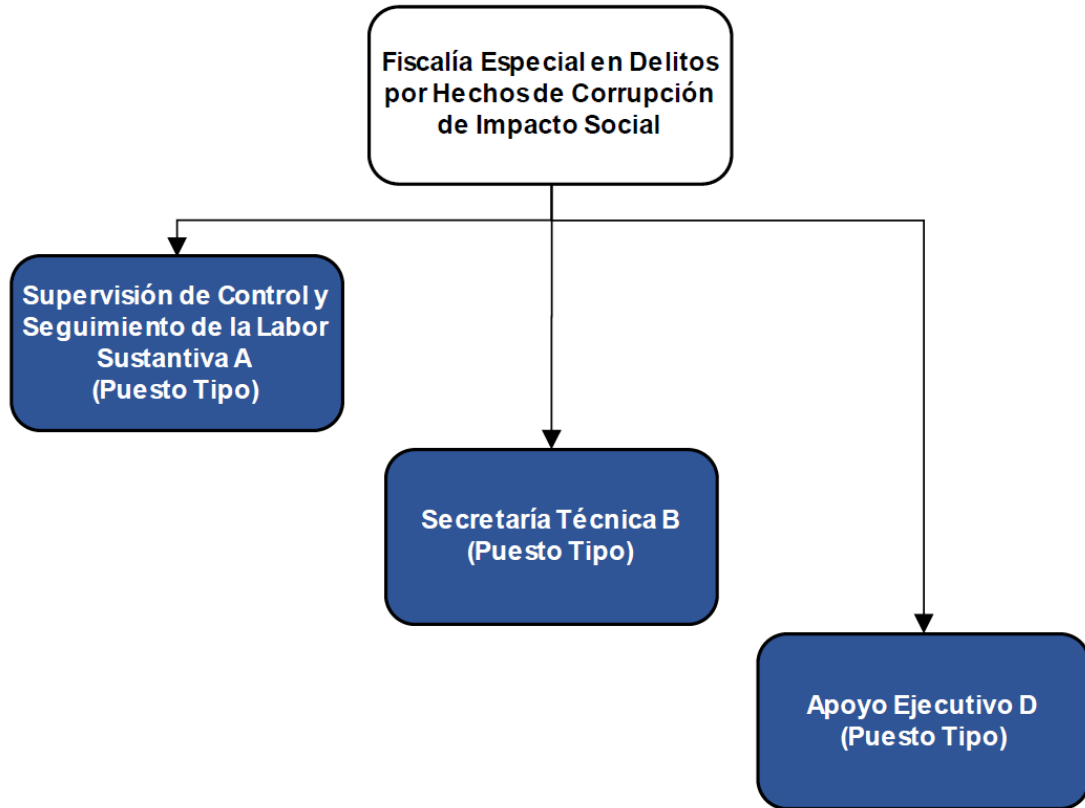 Fiscalía Especial en Delitos
por Hechos de Corrupción
de Impacto Social
Supervisión de Control y
Seguimiento de la Labor
Sustantiva A
(Puesto Tipo)
Secretaría Técnica B
(Puesto Tipo)
Apoyo Ejecutivo D
(Puesto Tipo)